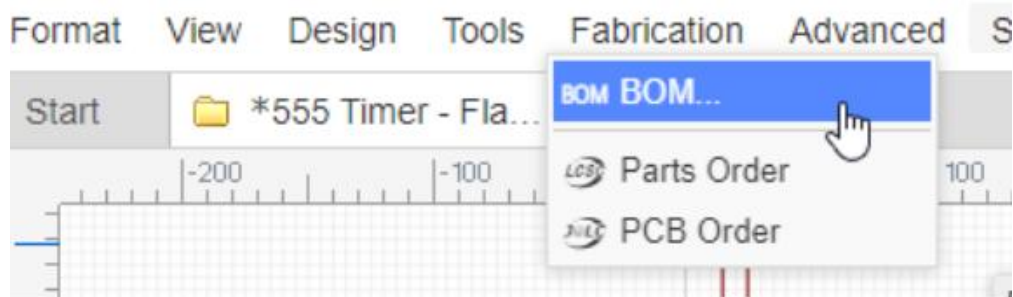 Format View Design Tools Fabrication Advanced S
Start *555 Timer - Fla...
BOM BOM...
-200 -100 100
LCSC Parts Order
JLC PCB Order